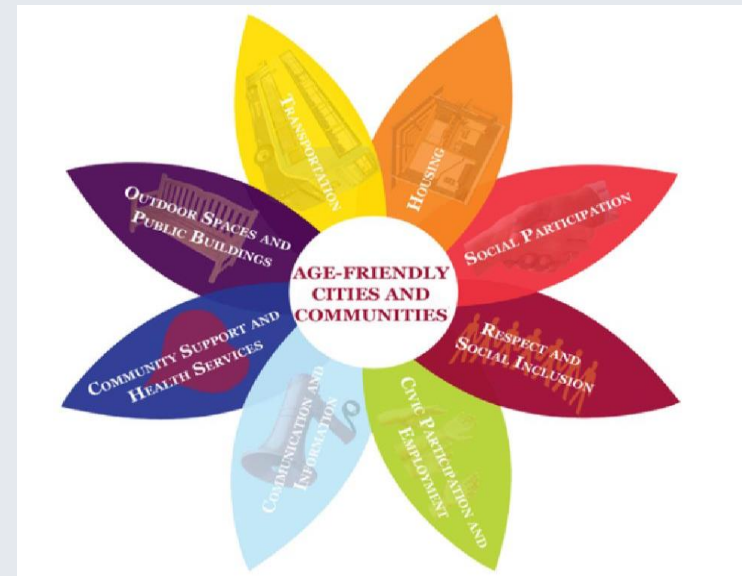 TRANSPORTATION
HOUSING
SOCIAL PARTICIPATION
RESPECT AND
SOCIAL INCLUSION
CIVIC PARTICIPATION AND
EMPLOYMENT
COMMUNICATION AND
INFORMATION
COMMUNITY SUPPORT AND
HEALTH SERVICES
OUTDOOR SPACES AND
PUBLIC BUILDINGS
AGE-FRIENDLY
CITIES AND
COMMUNITIES